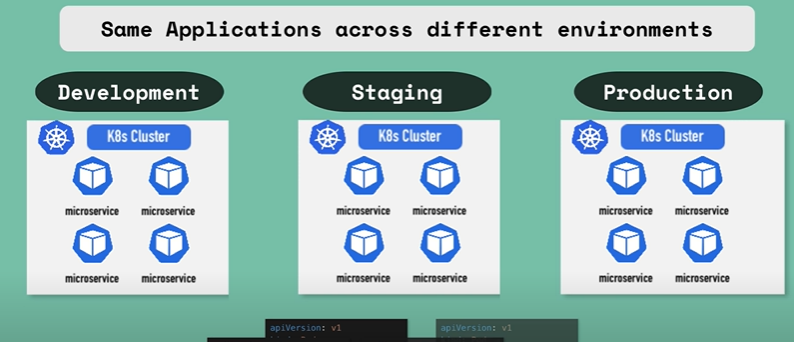 Same Applications across different environments
Development
Staging
Production
K8s Cluster
microservice microservice
microservice microservice
K8s Cluster
microservice microservice
microservice microservice
K8s Cluster
microservice microservice
microservice microservice
apiVersion: v1
apiVersion: v1